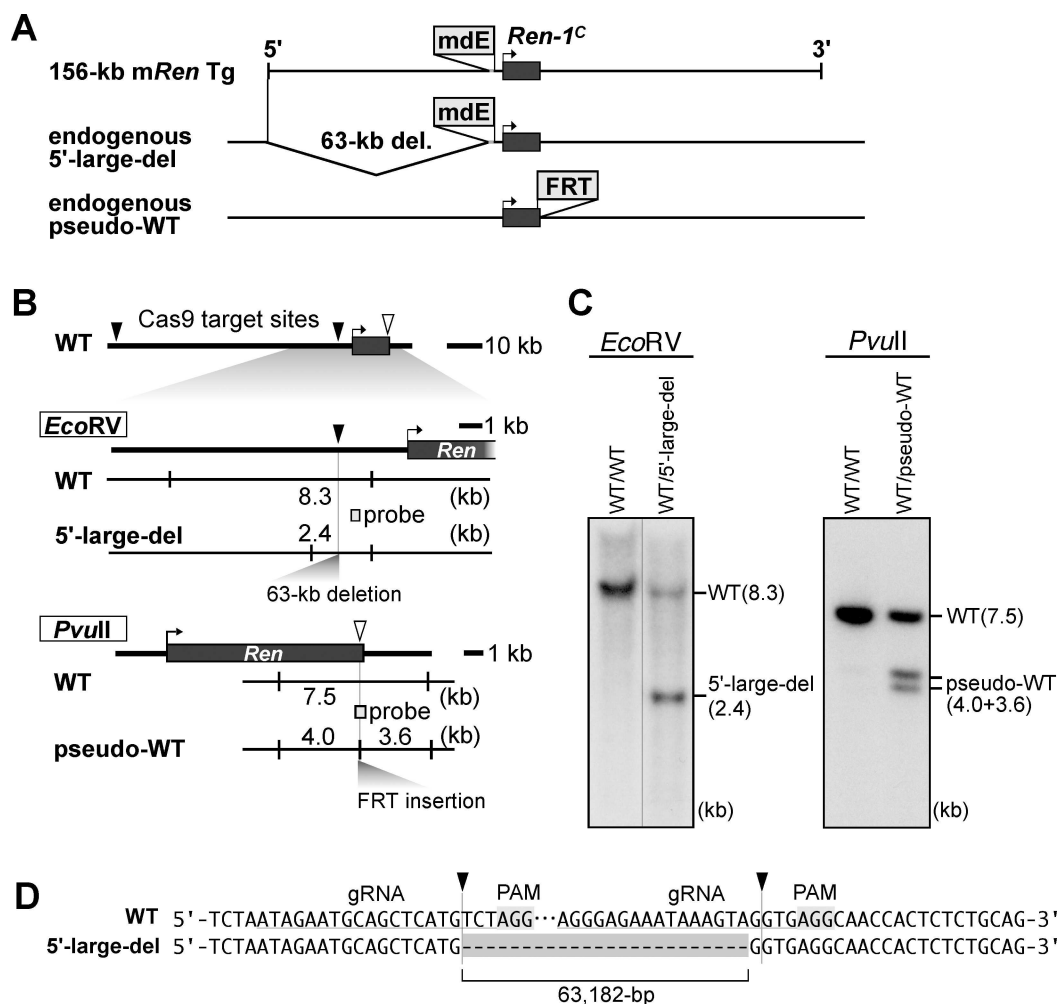 A
5' mdE Ren-1ᶜ 3'
156-kb mRen Tg
mdE
endogenous 5'-large-del
63-kb del.
FRT
endogenous pseudo-WT
B
Cas9 target sites
WT
10 kb
EcoRV
1 kb
Ren
WT
8.3 (kb)
probe
2.4 (kb)
5'-large-del
63-kb deletion
PvuII
Ren
1 kb
WT
7.5 (kb)
probe
4.0 3.6 (kb)
pseudo-WT
FRT insertion
C
EcoRV
WT/WT
WT/5'-large-del
WT(8.3)
5'-large-del
(2.4)
(kb)
PvuII
WT/WT
WT/pseudo-WT
WT(7.5)
pseudo-WT
(4.0+3.6)
(kb)
D
gRNA PAM gRNA PAM
WT 5'-TCTAATAGAATGCAGCTCATGTCTAGG···AGGGAGAAATAAAGTAGGTGAGGCAACCACTCTCTGCAG-3'
5'-large-del 5'-TCTAATAGAATGCAGCTCATG------------------------GGTGAGGCAACCACTCTCTGCAG-3'
63,182-bp